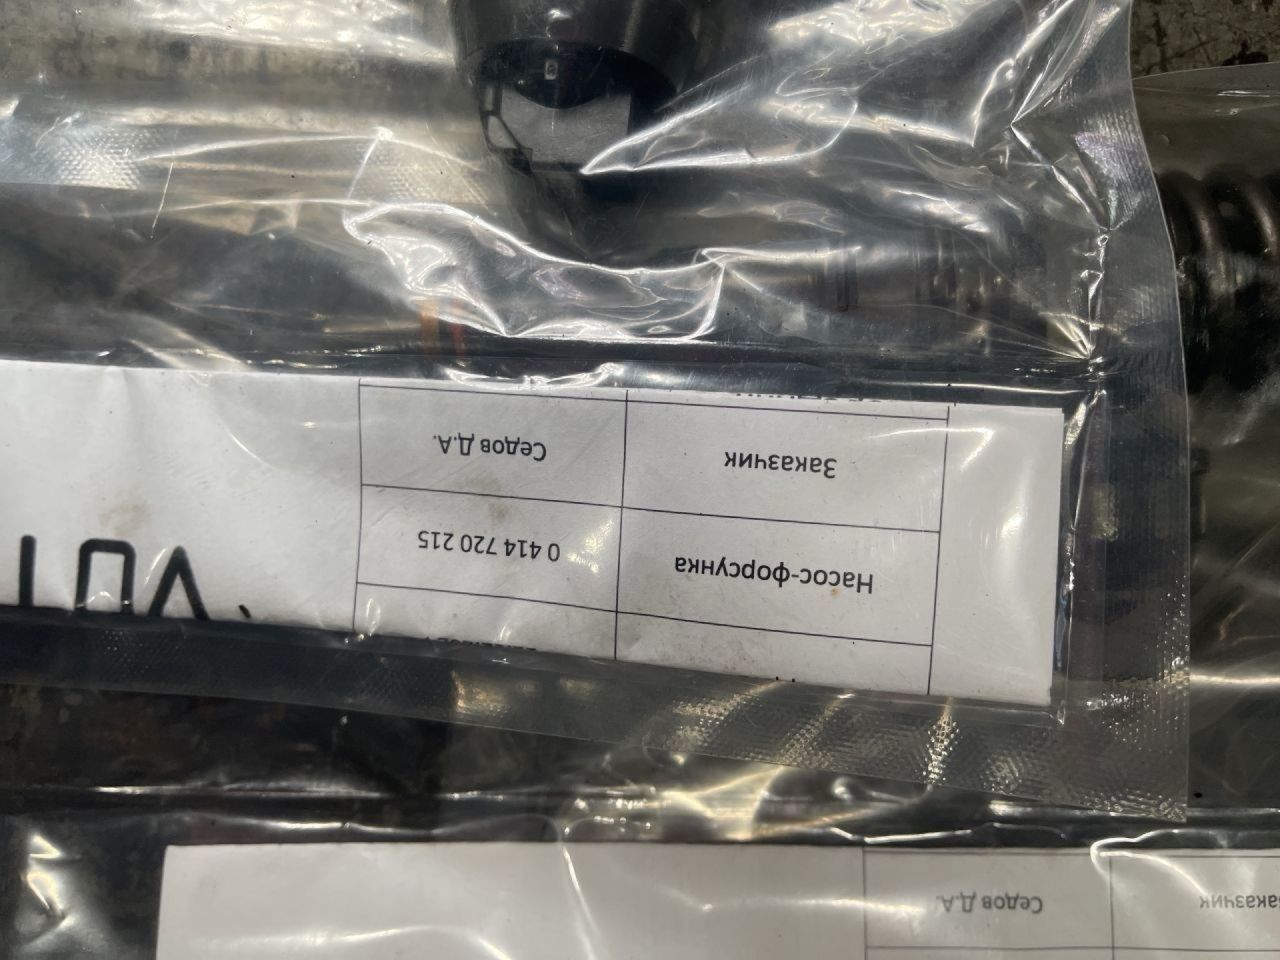 Заказчик Седов Д.А.
Насос-форсунка 0 414 720 215
Заказчик Седов Д.А.